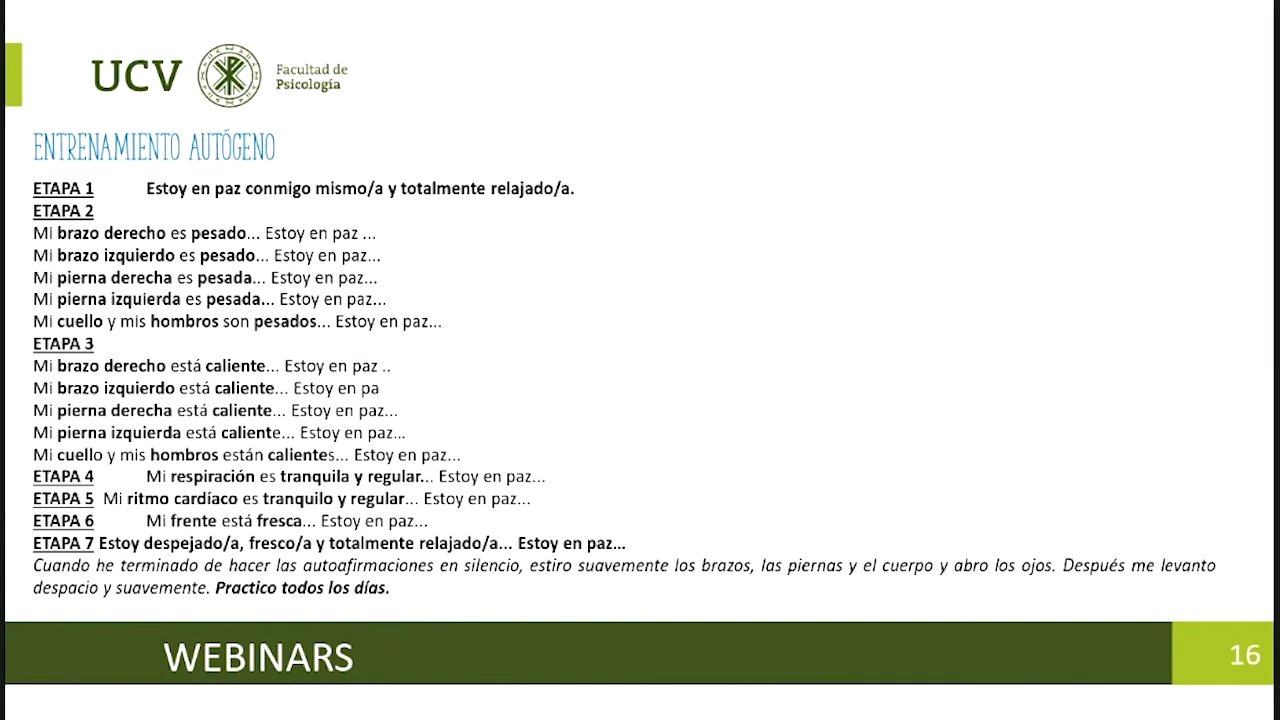 UCV
Facultad de
Psicología
ENTRENAMIENTO AUTÓGENO
ETAPA 1 Estoy en paz conmigo mismo/a y totalmente relajado/a.
ETAPA 2
Mi brazo derecho es pesado... Estoy en paz ...
Mi brazo izquierdo es pesado... Estoy en paz...
Mi pierna derecha es pesada... Estoy en paz...
Mi pierna izquierda es pesada... Estoy en paz...
Mi cuello y mis hombros son pesados... Estoy en paz...
ETAPA 3
Mi brazo derecho está caliente... Estoy en paz ..
Mi brazo izquierdo está caliente... Estoy en pa
Mi pierna derecha está caliente... Estoy en paz...
Mi pierna izquierda está caliente... Estoy en paz...
Mi cuello y mis hombros están calientes... Estoy en paz...
ETAPA 4 Mi respiración es tranquila y regular... Estoy en paz...
ETAPA 5 Mi ritmo cardíaco es tranquilo y regular... Estoy en paz...
ETAPA 6 Mi frente está fresca... Estoy en paz...
ETAPA 7 Estoy despejado/a, fresco/a y totalmente relajado/a... Estoy en paz...
Cuando he terminado de hacer las autoafirmaciones en silencio, estiro suavemente los brazos, las piernas y el cuerpo y abro los ojos. Después me levanto
despacio y suavemente. Practico todos los días.
WEBINARS
16